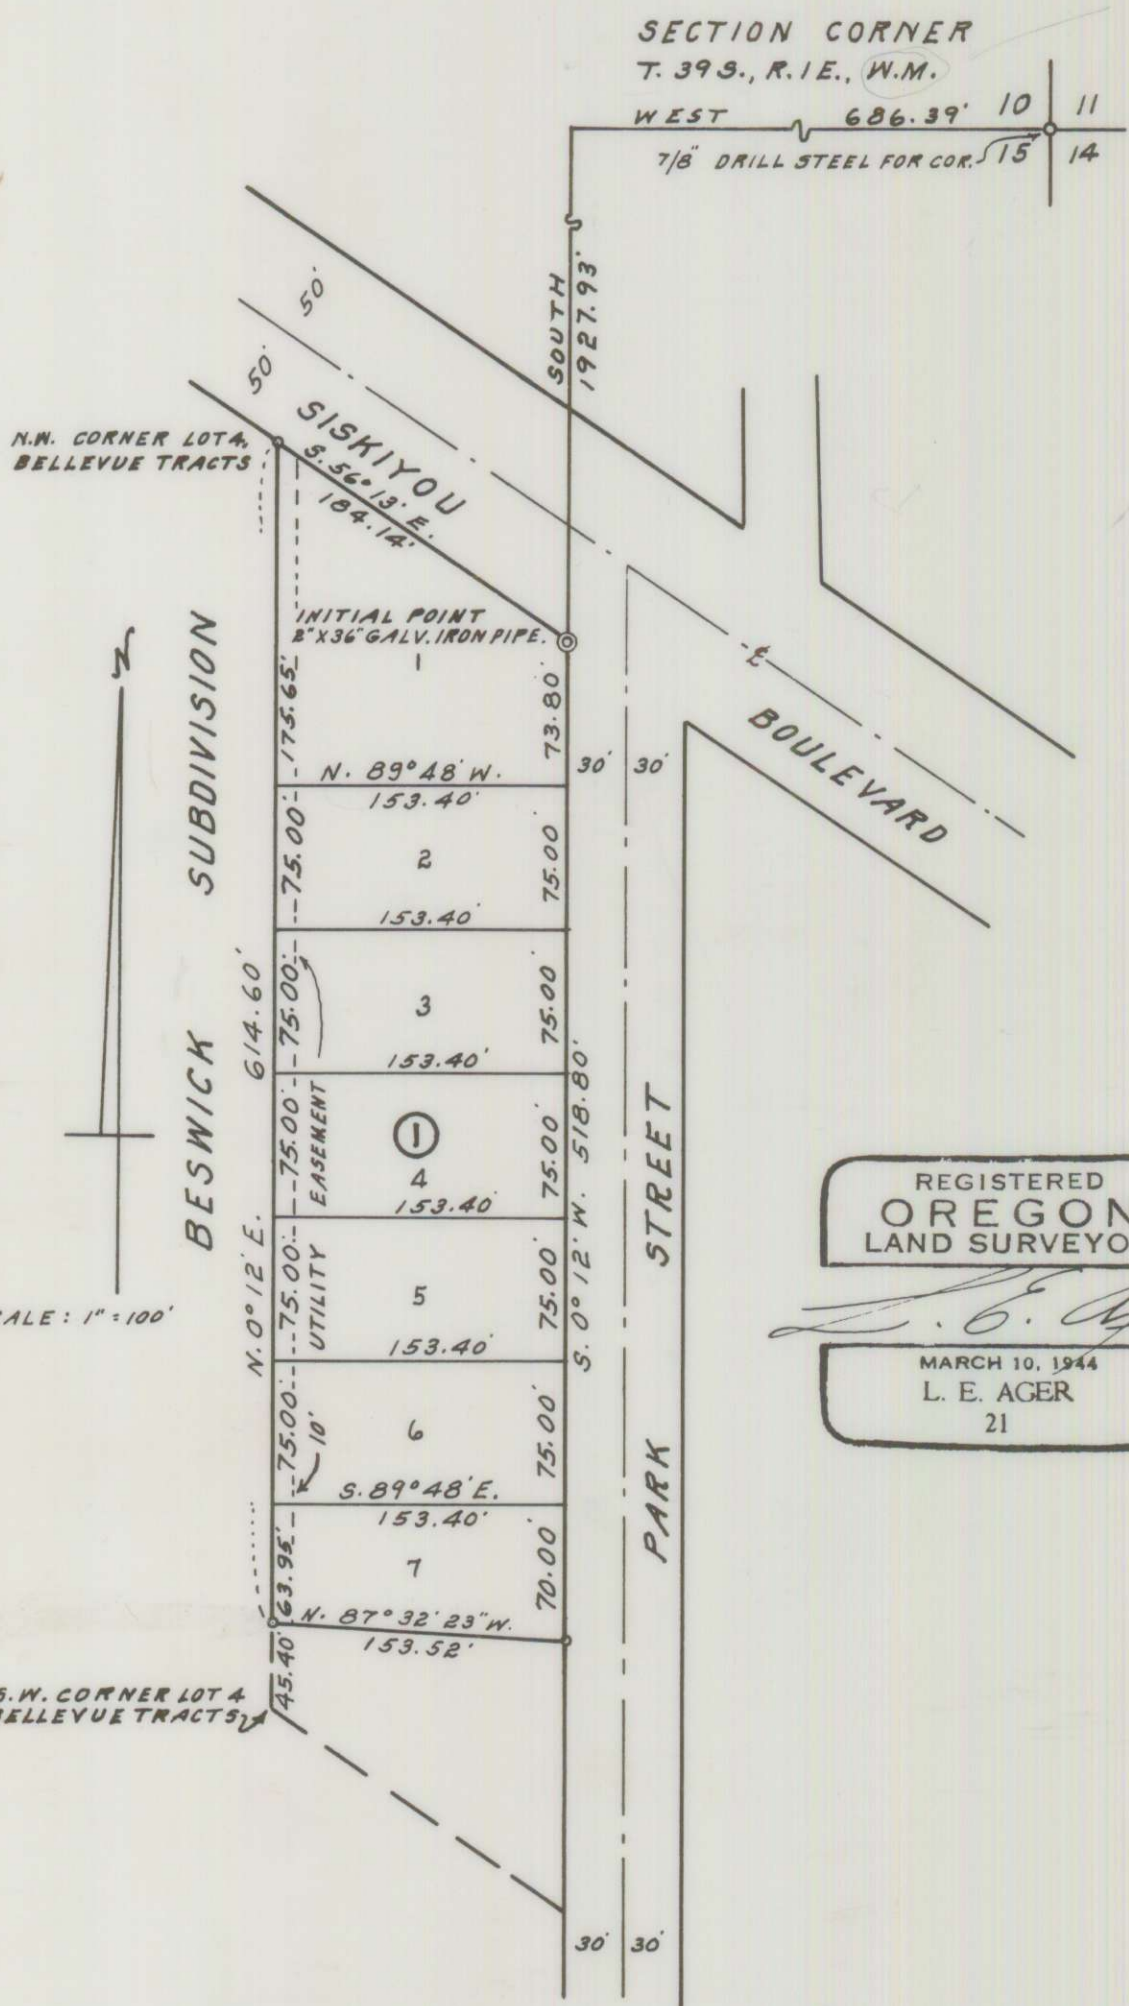 SECTION CORNER
T. 39 S., R. 1 E., W.M.
WEST 686.39' 10 11
7/8" DRILL STEEL FOR COR. 15 14
SOUTH
1927.93'
50'
50'
SISKIYOU
S. 56° 13' E.
184.14'
N.W. CORNER LOT 4,
BELLEVUE TRACTS
INITIAL POINT
2"X36" GALV. IRON PIPE.
1
175.65'
73.80'
N. 89° 48' W.
153.40'
30' 30'
℄
BOULEVARD
N
BESWICK SUBDIVISION
75.00'
2
75.00'
153.40'
75.00'
3
75.00'
153.40'
614.60'
N. 0° 12' E.
75.00'
1
4
75.00'
153.40'
UTILITY EASEMENT
S. 0° 12' W. 518.80'
PARK STREET
75.00'
5
75.00'
153.40'
75.00'
10'
6
75.00'
S. 89° 48' E.
153.40'
63.95'
7
70.00'
N. 87° 32' 23" W.
153.52'
45.40'
S.W. CORNER LOT 4
BELLEVUE TRACTS
30' 30'
ALE: 1" = 100'
REGISTERED
OREGON
LAND SURVEYO
L. E. A
MARCH 10, 1944
L. E. AGER
21